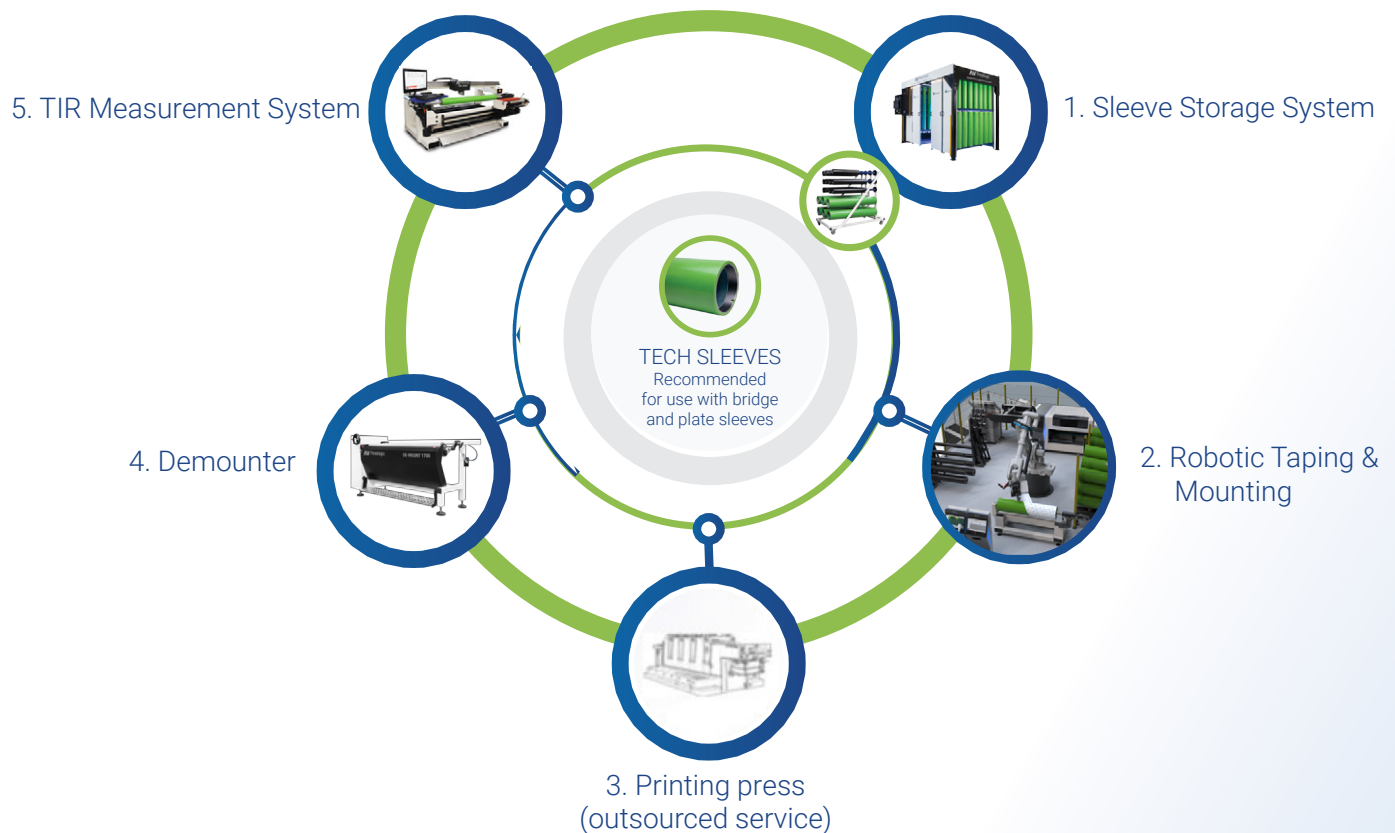 5. TIR Measurement System
1. Sleeve Storage System
TECH SLEEVES
Recommended
for use with bridge
and plate sleeves
4. Demounter
2. Robotic Taping &
Mounting
3. Printing press
(outsourced service)